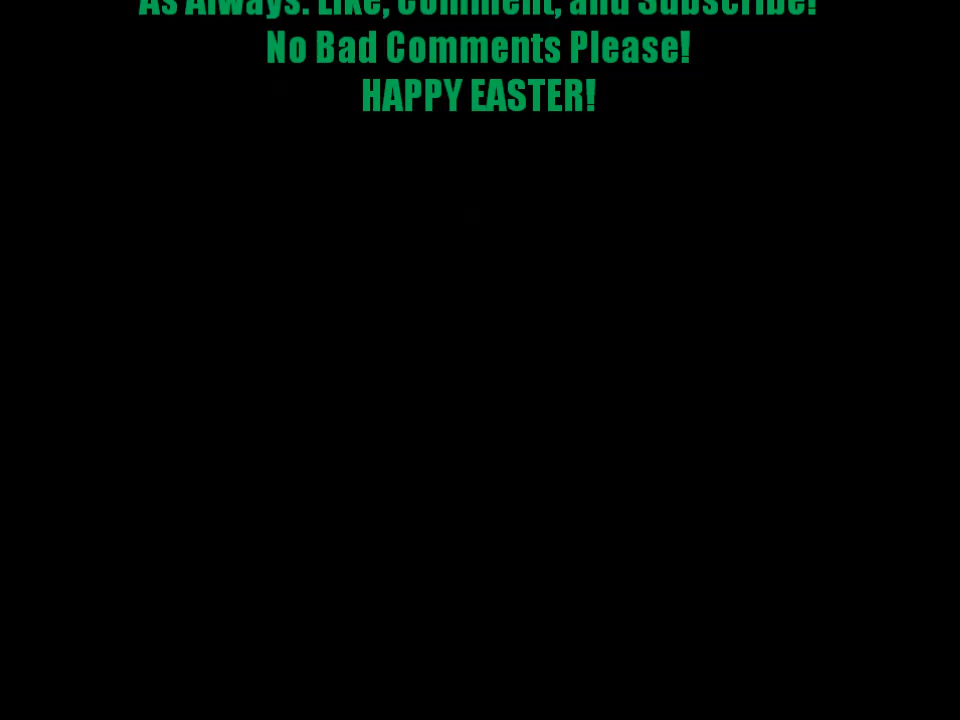 As Always. Like, Comment, and Subscribe!
No Bad Comments Please!
HAPPY EASTER!